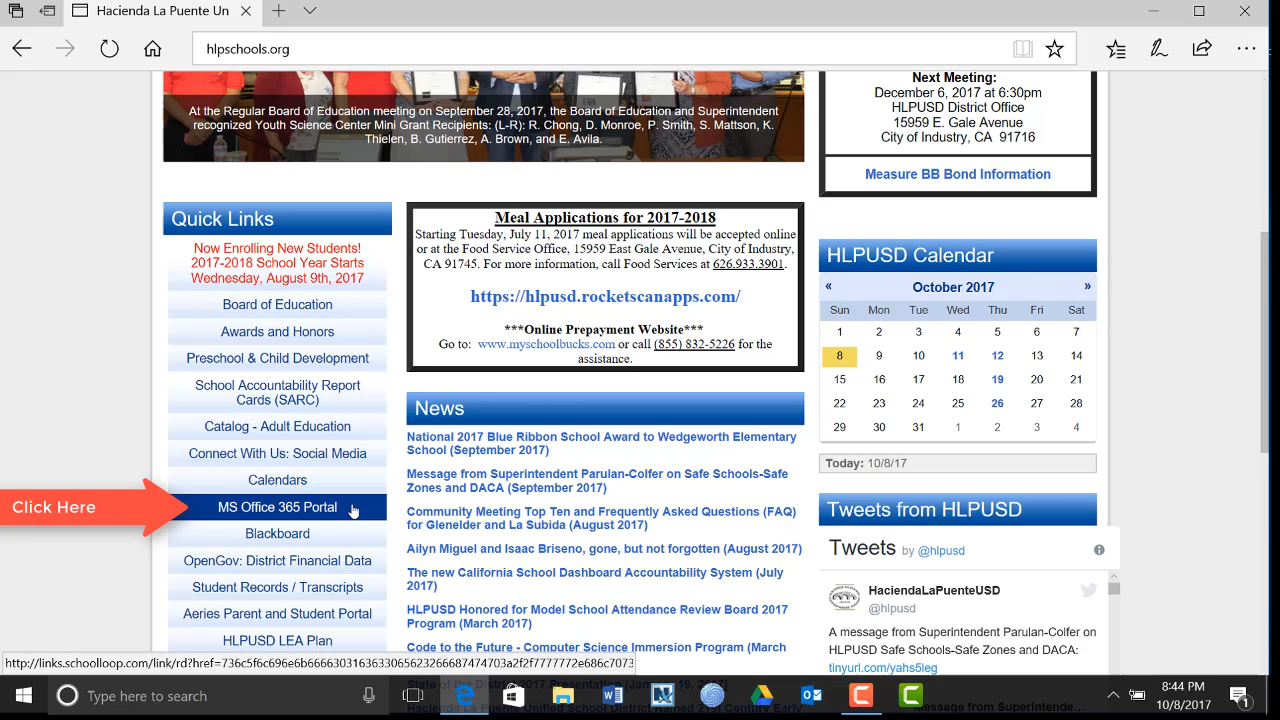 Hacienda La Puente Un
hlpschools.org
At the Regular Board of Education meeting on September 28, 2017, the Board of Education and Superintendent
recognized Youth Science Center Mini Grant Recipients: (L-R): R. Chong, D. Monroe, P. Smith, S. Mattson, K.
Thielen, B. Gutierrez, A. Brown, and E. Avila.
Next Meeting:
December 6, 2017 at 6:30pm
HLPUSD District Office
15959 E. Gale Avenue
City of Industry, CA 91716
Measure BB Bond Information
Quick Links
Now Enrolling New Students!
2017-2018 School Year Starts
Wednesday, August 9th, 2017
Board of Education
Awards and Honors
Preschool & Child Development
School Accountability Report
Cards (SARC)
Catalog - Adult Education
Connect With Us: Social Media
Calendars
Click Here
MS Office 365 Portal
Blackboard
OpenGov: District Financial Data
Student Records / Transcripts
Aeries Parent and Student Portal
HLPUSD LEA Plan
Meal Applications for 2017-2018
Starting Tuesday, July 11, 2017 meal applications will be accepted online
or at the Food Service Office, 15959 East Gale Avenue, City of Industry,
CA 91745. For more information, call Food Services at 626.933.3901.
https://hlpusd.rocketscanapps.com/
***Online Prepayment Website***
Go to: www.myschoolbucks.com or call (855) 832-5226 for the
assistance.
News
National 2017 Blue Ribbon School Award to Wedgeworth Elementary
School (September 2017)
Message from Superintendent Parulan-Colfer on Safe Schools-Safe
Zones and DACA (September 2017)
Community Meeting Top Ten and Frequently Asked Questions (FAQ)
for Glenelder and La Subida (August 2017)
Ailyn Miguel and Isaac Briseno, gone, but not forgotten (August 2017)
The new California School Dashboard Accountability System (July
2017)
HLPUSD Honored for Model School Attendance Review Board 2017
Program (March 2017)
Code to the Future - Computer Science Immersion Program (March
HLPUSD Calendar
« October 2017 »
Sun Mon Tue Wed Thu Fri Sat
1 2 3 4 5 6 7
8 9 10 11 12 13 14
15 16 17 18 19 20 21
22 23 24 25 26 27 28
29 30 31 1 2 3 4
Today: 10/8/17
Tweets from HLPUSD
Tweets by @hlpusd
HaciendaLaPuenteUSD
@hlpusd
A message from Superintendent Parulan-Colfer on
HLPUSD Safe Schools-Safe Zones and DACA:
tinyurl.com/yahs5leg
Type here to search
8:44 PM
10/8/2017
1